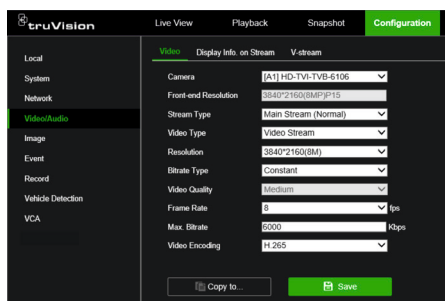 truVision
Live View Playback Snapshot Configuration
Video Display Info. on Stream V-stream
Local
System
Network
Video/Audio
Image
Event
Record
Vehicle Detection
VCA
Camera [A1] HD-TVI-TVB-6106
Front-end Resolution 3840*2160(8MP)P15
Stream Type Main Stream (Normal)
Video Type Video Stream
Resolution 3840*2160(8M)
Bitrate Type Constant
Video Quality Medium
Frame Rate 8 fps
Max. Bitrate 6000 Kbps
Video Encoding H.265
Copy to... Save